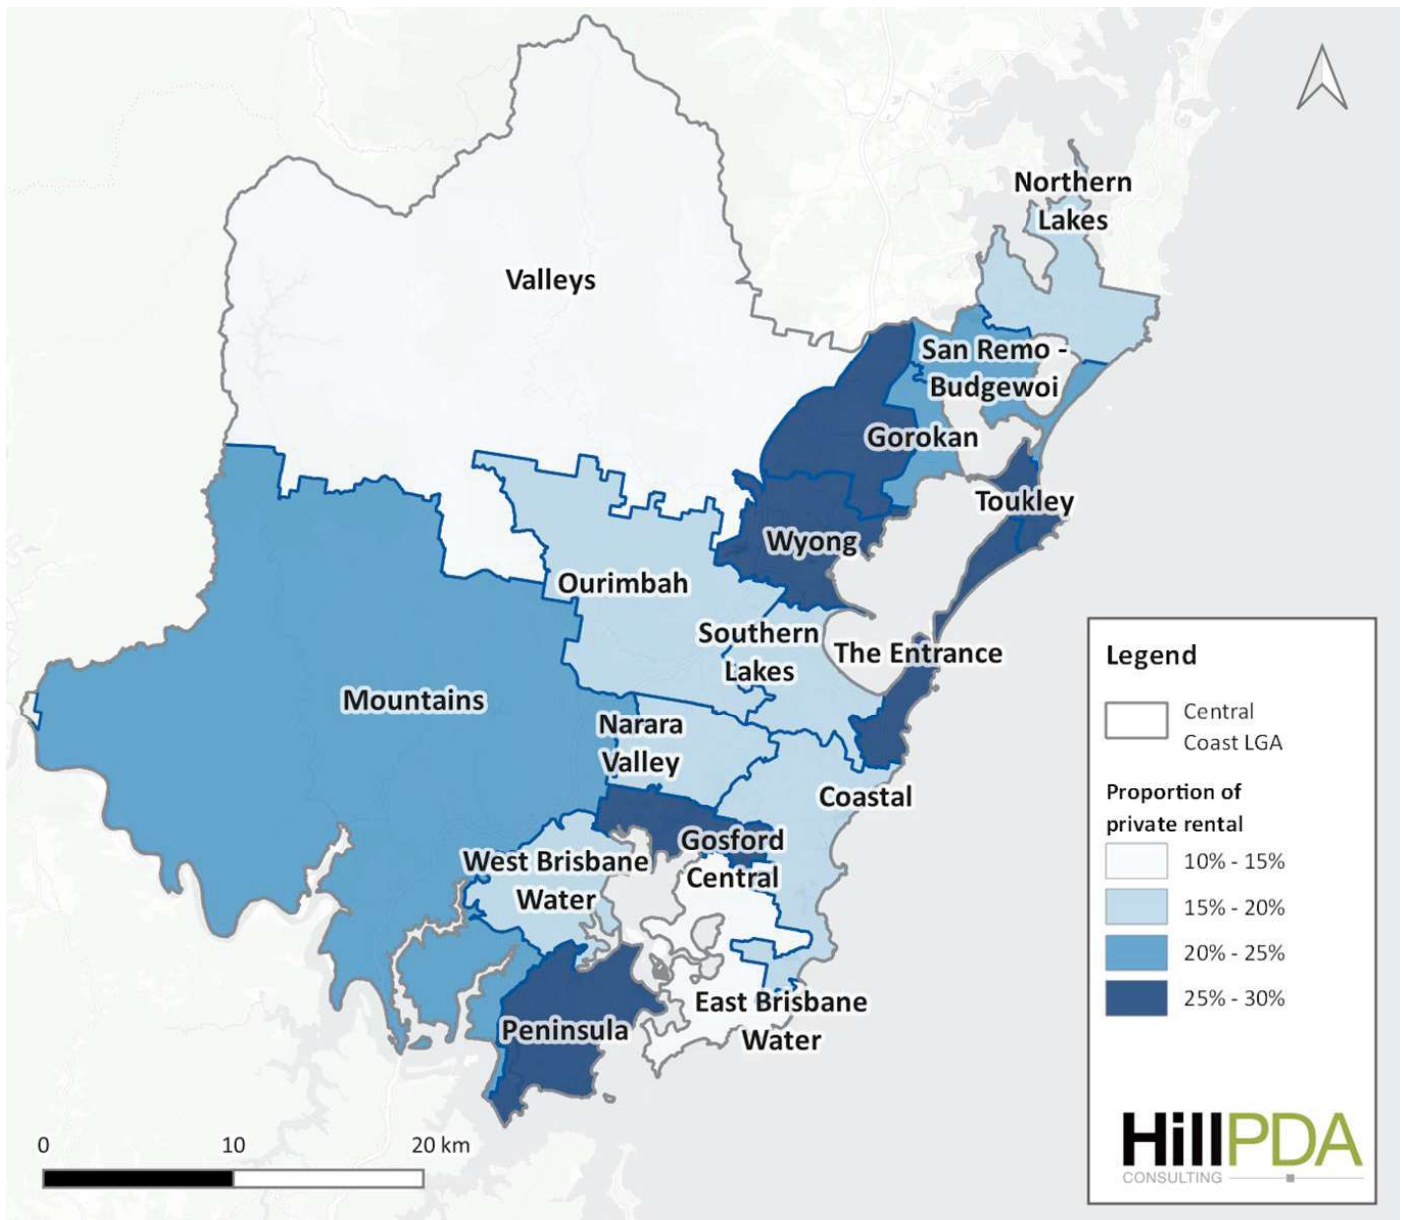 Northern
Lakes
Valleys
San Remo -
Budgewoi
Gorokan
Toukley
Wyong
Ourimbah
Southern
Lakes
The Entrance
Mountains
Narara
Valley
Coastal
Gosford
Central
West Brisbane
Water
East Brisbane
Water
Peninsula
0 10 20 km
Legend
Central
Coast LGA
Proportion of
private rental
10% - 15%
15% - 20%
20% - 25%
25% - 30%
HillPDA
CONSULTING